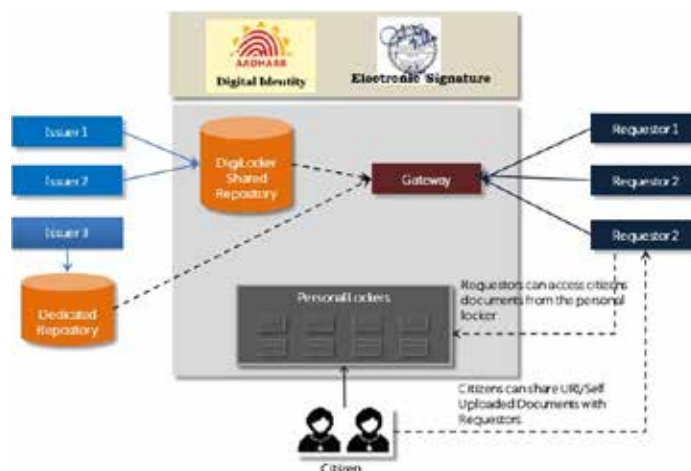 AADHAAR
Digital Identity
Electronic Signature
Issuer 1
Issuer 2
Issuer 3
DigiLocker
Shared
Repository
Gateway
Requestor 1
Requestor 2
Requestor 2
Dedicated
Repository
Personal Lockers
Requestors can access citizens
documents from the personal
locker
Citizens can share URI/Self
Uploaded Documents with
Requestors
Citizen